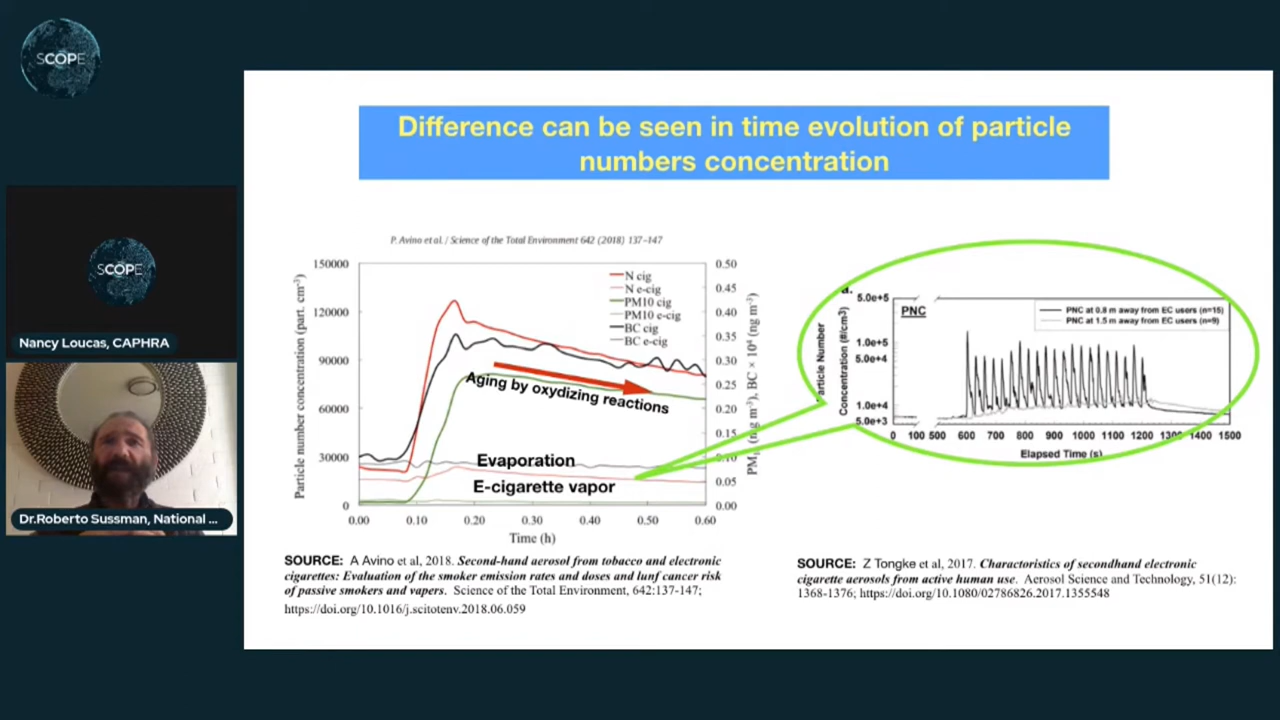 SCOPE
SCOPE
Nancy Loucas, CAPHRA
Dr.Roberto Sussman, National ...
Difference can be seen in time evolution of particle
numbers concentration
P. Avino et al. / Science of the Total Environment 642 (2018) 137–147
Particle number concentration (part. cm⁻³)
150000
120000
90000
60000
30000
0
0.00
0.10
0.20
0.30
0.40
0.50
0.60
Time (h)
0.50
0.45
0.40
0.35
0.30
0.25
0.20
0.15
0.10
0.05
0.00
(ng m⁻³), BC × 10⁴ (ng m⁻³)
N cig
N e-cig
PM10 cig
PM10 e-cig
BC cig
BC e-cig
Aging by oxydizing reactions
Evaporation
E-cigarette vapor
a.
PNC
PNC at 0.8 m away from EC users (n=15)
PNC at 1.5 m away from EC users (n=9)
Particle Number
Concentration (#/cm³)
5.0e+5
1.0e+5
5.0e+4
1.0e+4
5.0e+3
0 100 500 600 700 800 900 1000 1100 1200 1300 1400 1500
Elapsed Time (s)
SOURCE: A Avino et al, 2018. Second-hand aerosol from tobacco and electronic
cigarettes: Evaluation of the smoker emission rates and doses and lunf cancer risk
of passive smokers and vapers. Science of the Total Environment, 642:137-147;
https://doi.org/10.1016/j.scitotenv.2018.06.059
SOURCE: Z Tongke et al, 2017. Characteristics of secondhand electronic
cigarette aerosols from active human use. Aerosol Science and Technology, 51(12):
1368-1376; https://doi.org/10.1080/02786826.2017.1355548